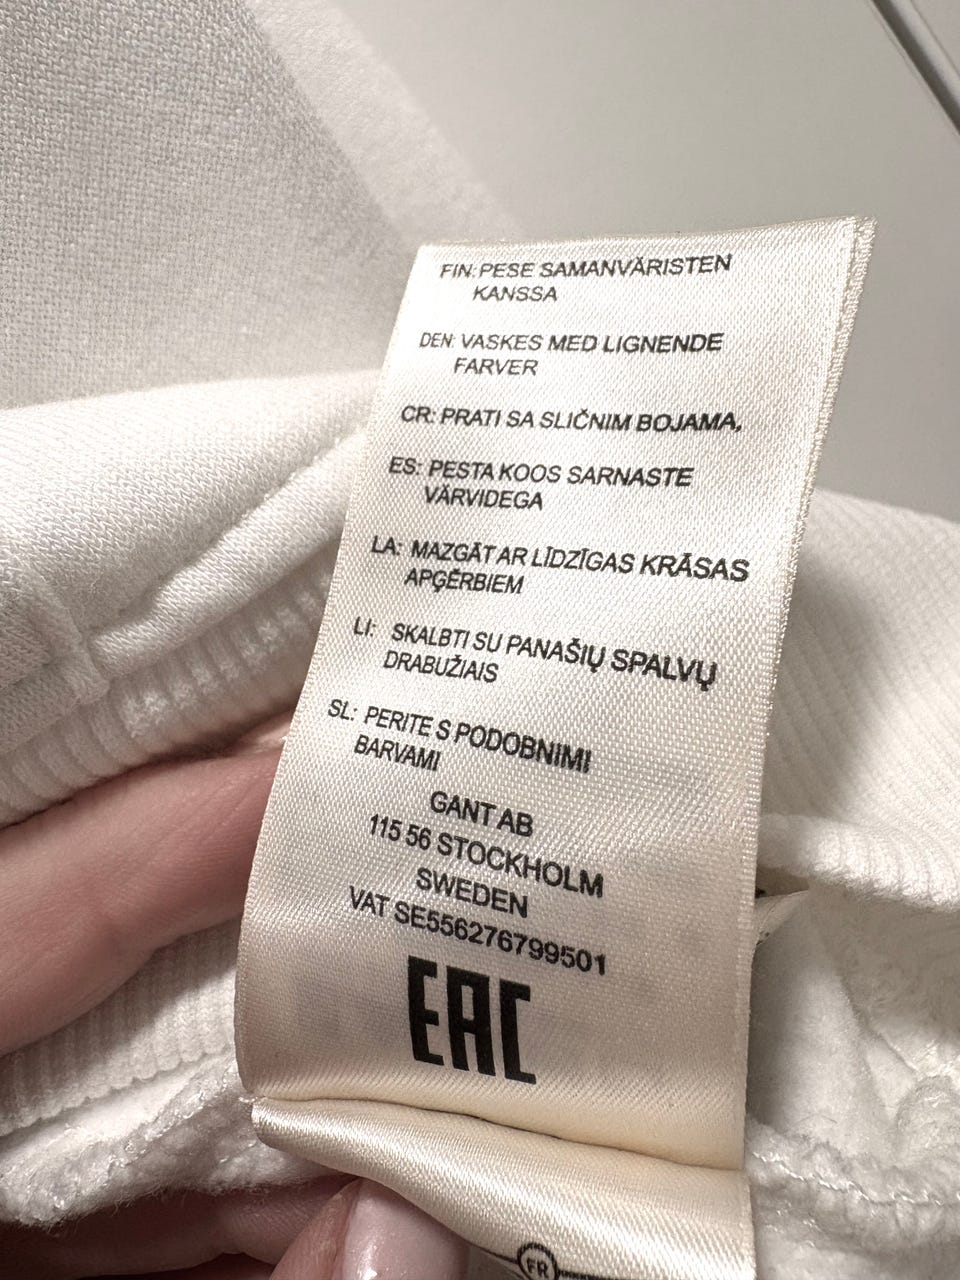 FIN: PESE SAMANVÄRISTEN
KANSSA
DEN: VASKES MED LIGNENDE
FARVER
CR: PRATI SA SLIČNIM BOJAMA,
ES: PESTA KOOS SARNASTE
VÄRVIDEGA
LA: MAZGĀT AR LĪDZĪGAS KRĀSAS
APĢĒRBIEM
LI: SKALBTI SU PANAŠIŲ SPALVŲ
DRABUŽIAIS
SL: PERITE S PODOBNIMI
BARVAMI
GANT AB
115 56 STOCKHOLM
SWEDEN
VAT SE556276799501
EAC
FR